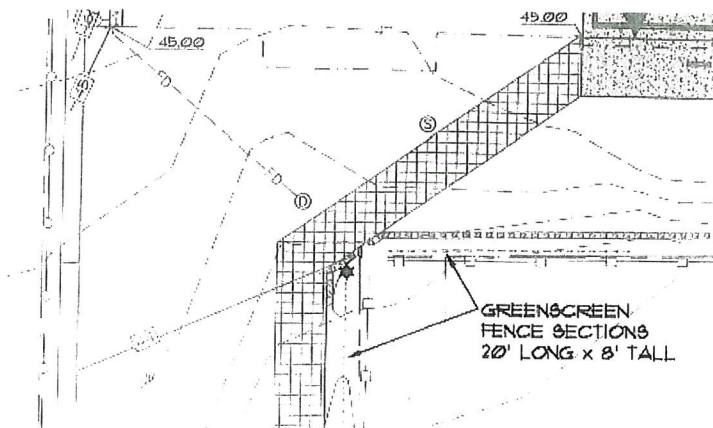 45.00
45.00
S
D
GREENSCREEN
FENCE SECTIONS
20' LONG x 8' TALL